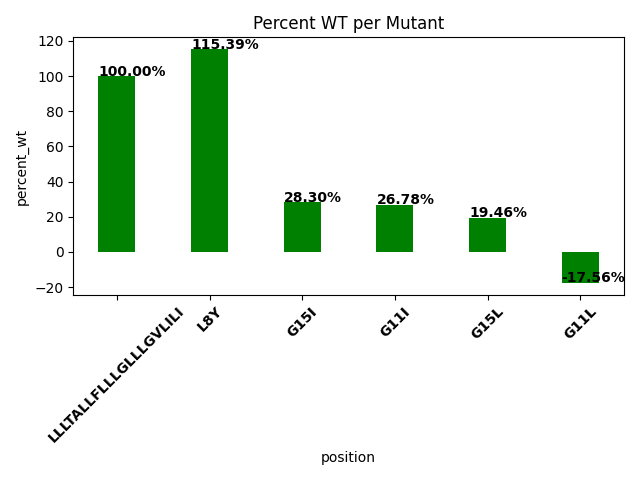 Percent WT per Mutant
percent_wt
120
100
80
60
40
20
0
−20
100.00%
115.39%
28.30%
26.78%
19.46%
-17.56%
LLLTALLFLLLGLLLGVLILI
L8Y
G15I
G11I
G15L
G11L
position